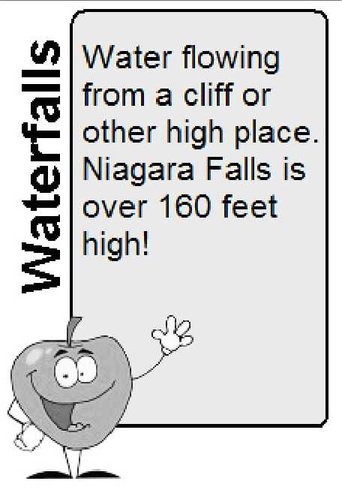 Waterfalls
Water flowing
from a cliff or
other high place.
Niagara Falls is
over 160 feet
high!